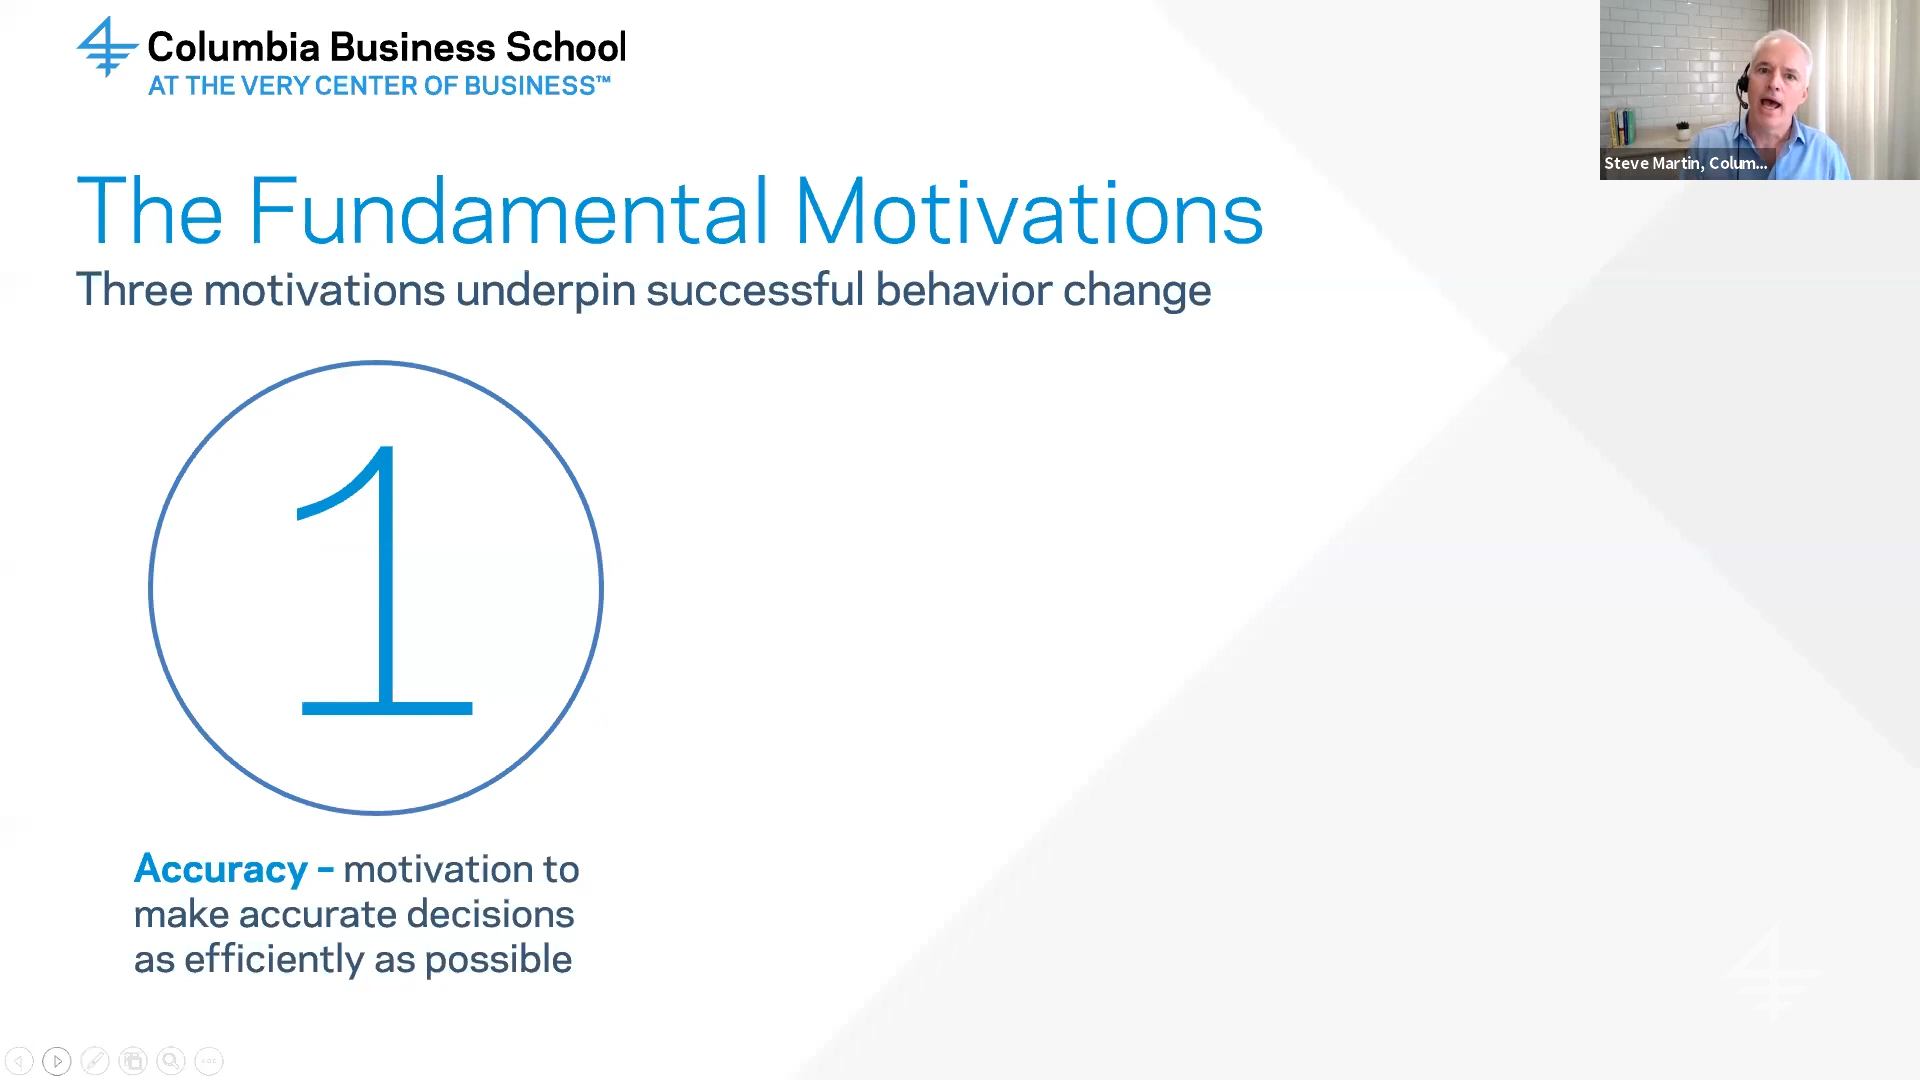 Columbia Business School
AT THE VERY CENTER OF BUSINESS™
Steve Martin, Colum...
The Fundamental Motivations
Three motivations underpin successful behavior change
1
Accuracy – motivation to
make accurate decisions
as efficiently as possible